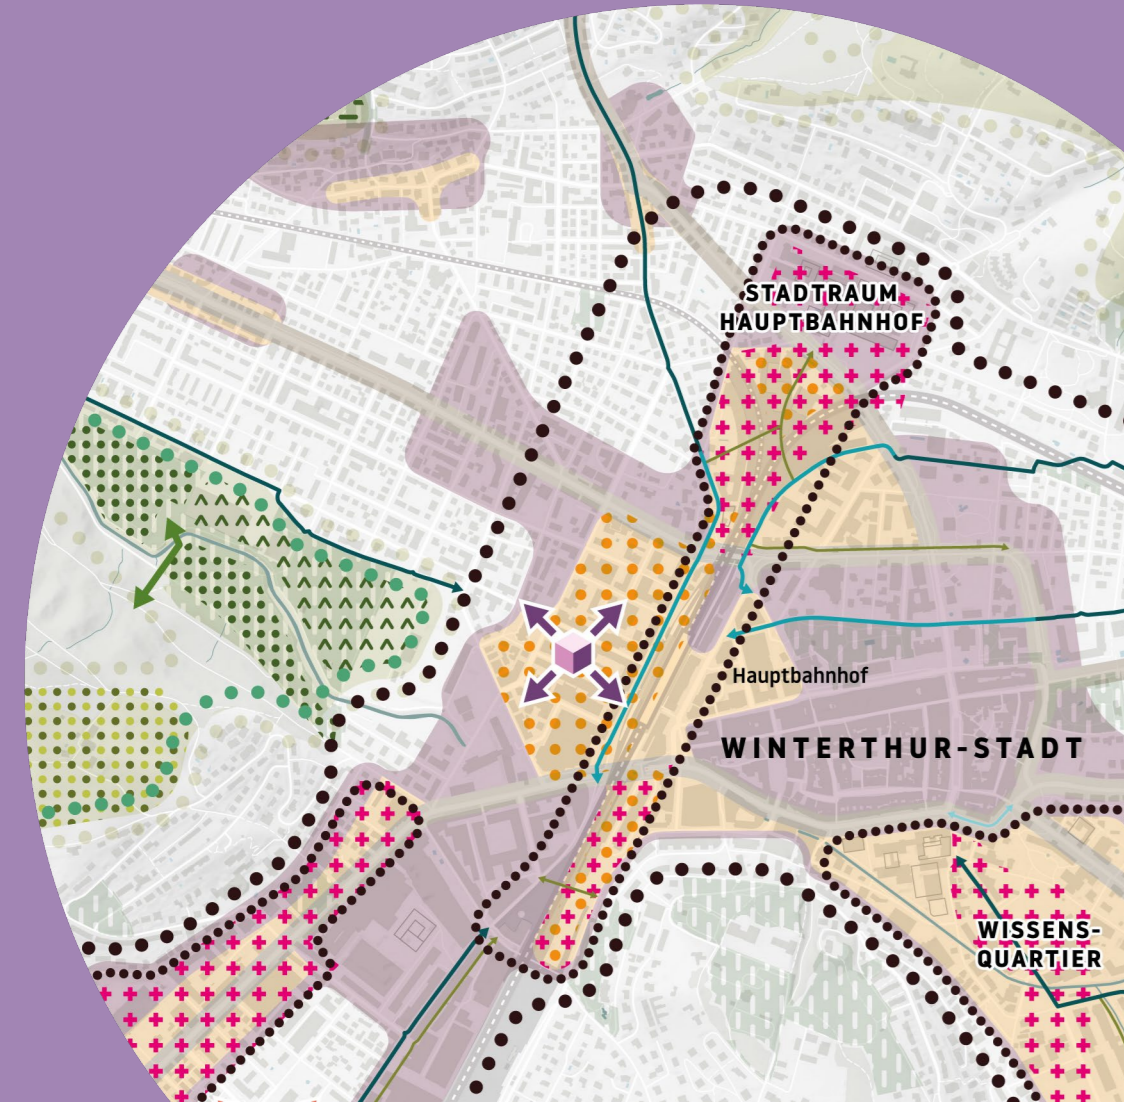 STADTRAUM
HAUPTBAHNHOF
Hauptbahnhof
WINTERTHUR-STADT
WISSENS-
QUARTIER